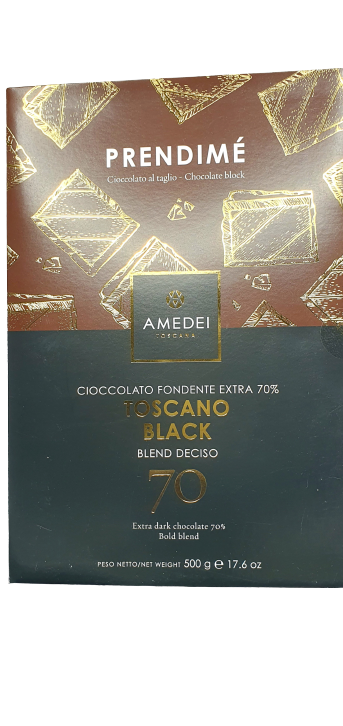 PRENDIMÉ
Cioccolato al taglio - Chocolate block
AMEDEI
TOSCANA
CIOCCOLATO FONDENTE EXTRA 70%
TOSCANO
BLACK
BLEND DECISO
70
Extra dark chocolate 70%
Bold blend
PESO NETTO/NET WEIGHT 500 g ℮ 17.6 oz